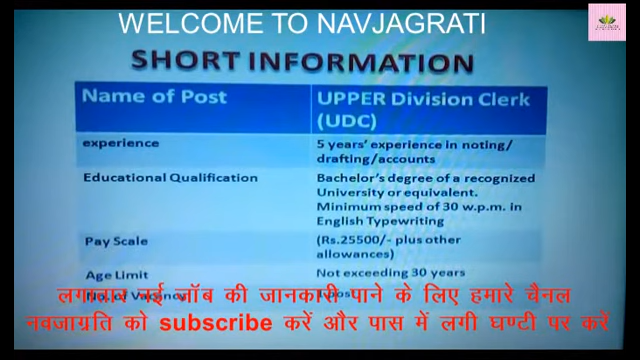 WELCOME TO NAVJAGRATI
SHORT INFORMATION
Name of Post
UPPER Division Clerk
(UDC)
experience
5 years' experience in noting/
drafting/accounts
Educational Qualification
Bachelor's degree of a recognized
University or equivalent.
Minimum speed of 30 w.p.m. in
English Typewriting
Pay Scale
(Rs.25500/- plus other
allowances)
Age Limit
Not exceeding 30 years
No. of Vacancy
लगातार नई जॉब की जानकारी पाने के लिए हमारे चैनल
नवजाग्रति को subscribe करें और पास में लगी घण्टी पर करें